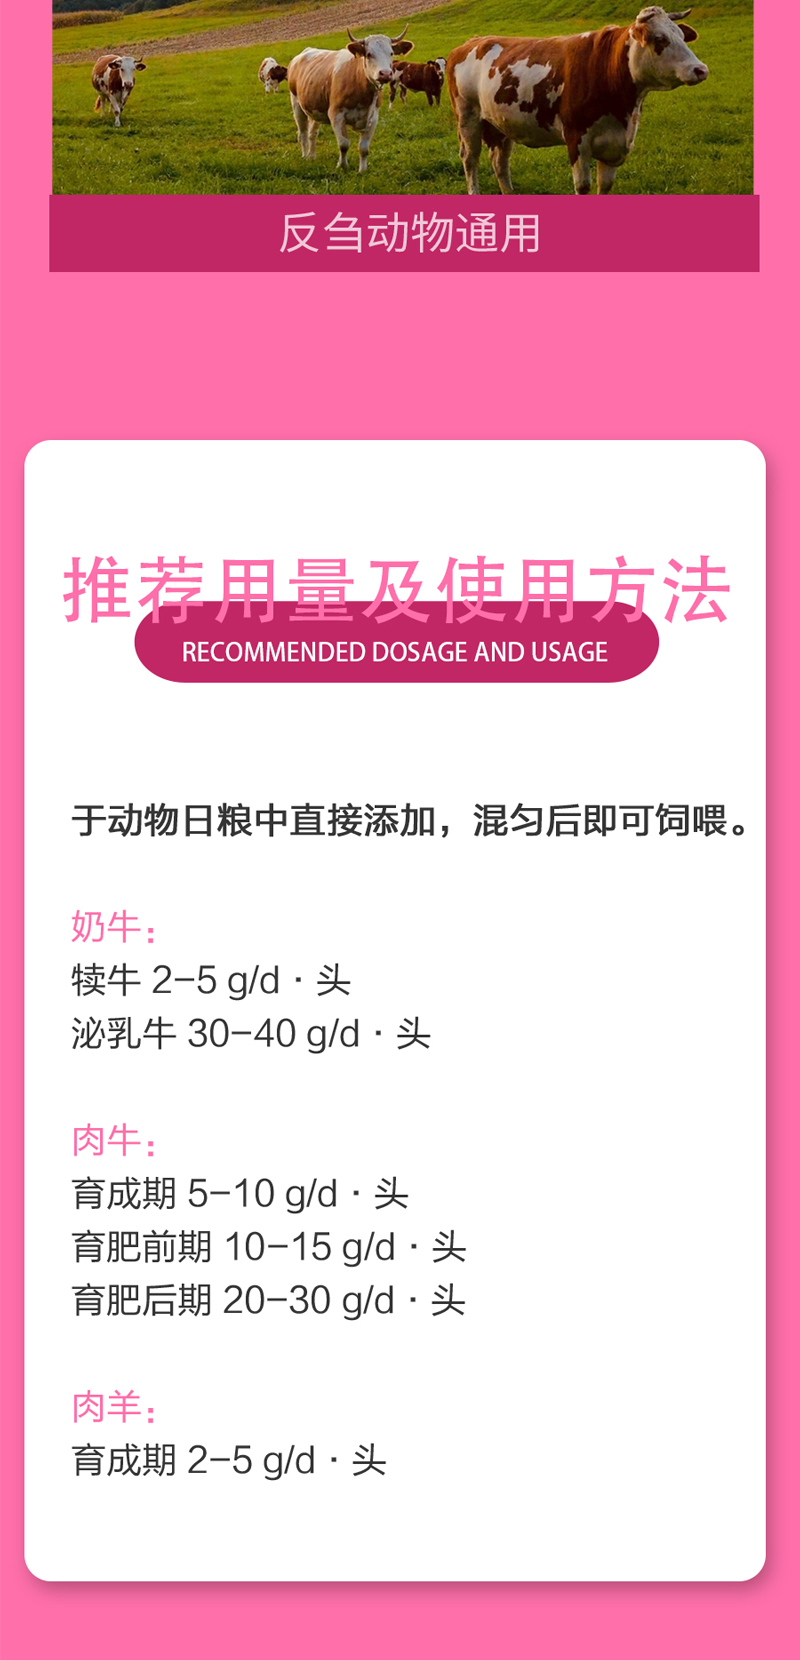 反刍动物通用
推荐用量及使用方法
RECOMMENDED DOSAGE AND USAGE
于动物日粮中直接添加，混匀后即可饲喂。
奶牛：
犊牛 2-5 g/d · 头
泌乳牛 30-40 g/d · 头
肉牛：
育成期 5-10 g/d · 头
育肥前期 10-15 g/d · 头
育肥后期 20-30 g/d · 头
肉羊：
育成期 2-5 g/d · 头